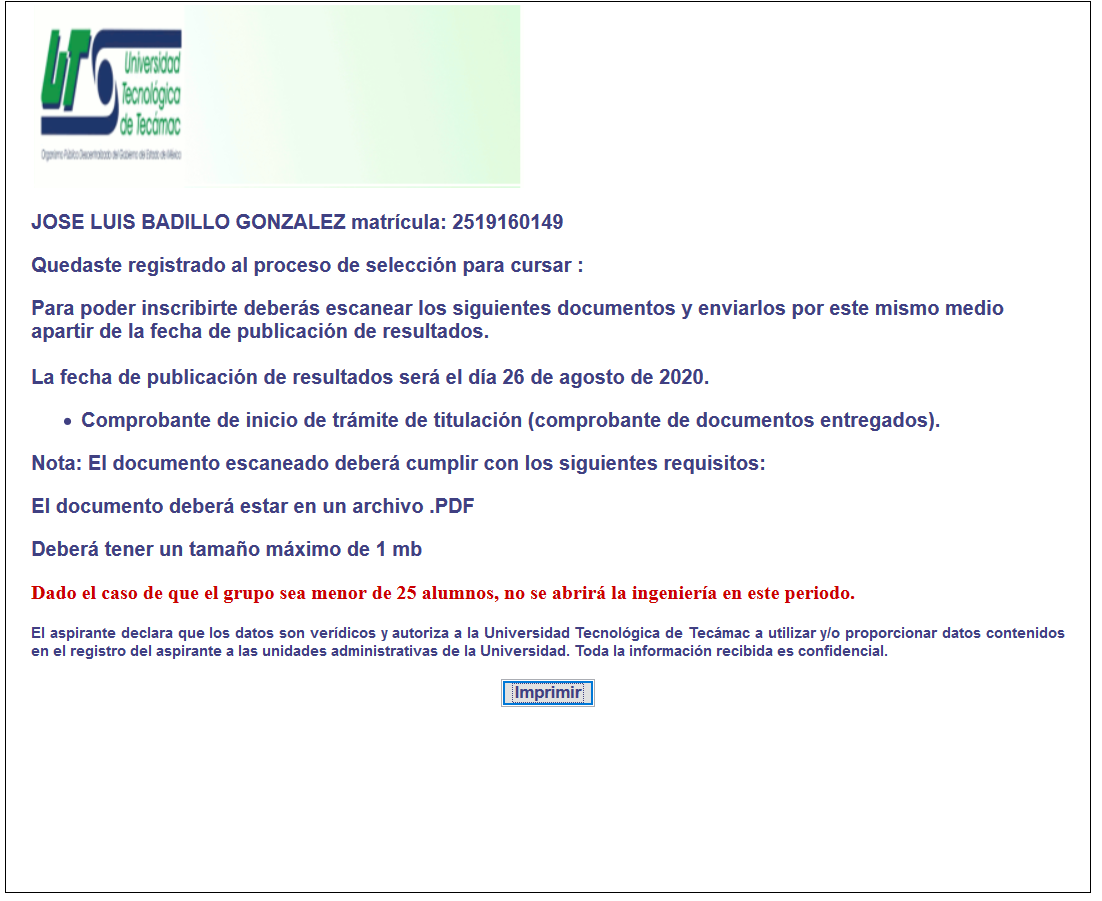 Universidad
Tecnológica
de Tecámac
Organismo Público Descentralizado del Gobierno del Estado de México
JOSE LUIS BADILLO GONZALEZ matrícula: 2519160149
Quedaste registrado al proceso de selección para cursar :
Para poder inscribirte deberás escanear los siguientes documentos y enviarlos por este mismo medio
apartir de la fecha de publicación de resultados.
La fecha de publicación de resultados será el día 26 de agosto de 2020.
• Comprobante de inicio de trámite de titulación (comprobante de documentos entregados).
Nota: El documento escaneado deberá cumplir con los siguientes requisitos:
El documento deberá estar en un archivo .PDF
Deberá tener un tamaño máximo de 1 mb
Dado el caso de que el grupo sea menor de 25 alumnos, no se abrirá la ingeniería en este periodo.
El aspirante declara que los datos son verídicos y autoriza a la Universidad Tecnológica de Tecámac a utilizar y/o proporcionar datos contenidos
en el registro del aspirante a las unidades administrativas de la Universidad. Toda la información recibida es confidencial.
Imprimir